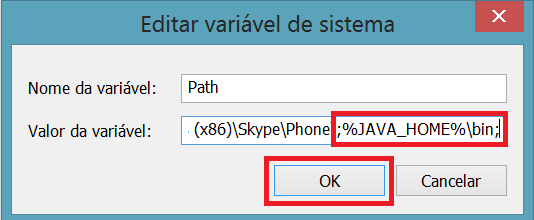 Editar variável de sistema
Nome da variável: Path
Valor da variável: (x86)\Skype\Phone\;%JAVA_HOME%\bin;
OK Cancelar